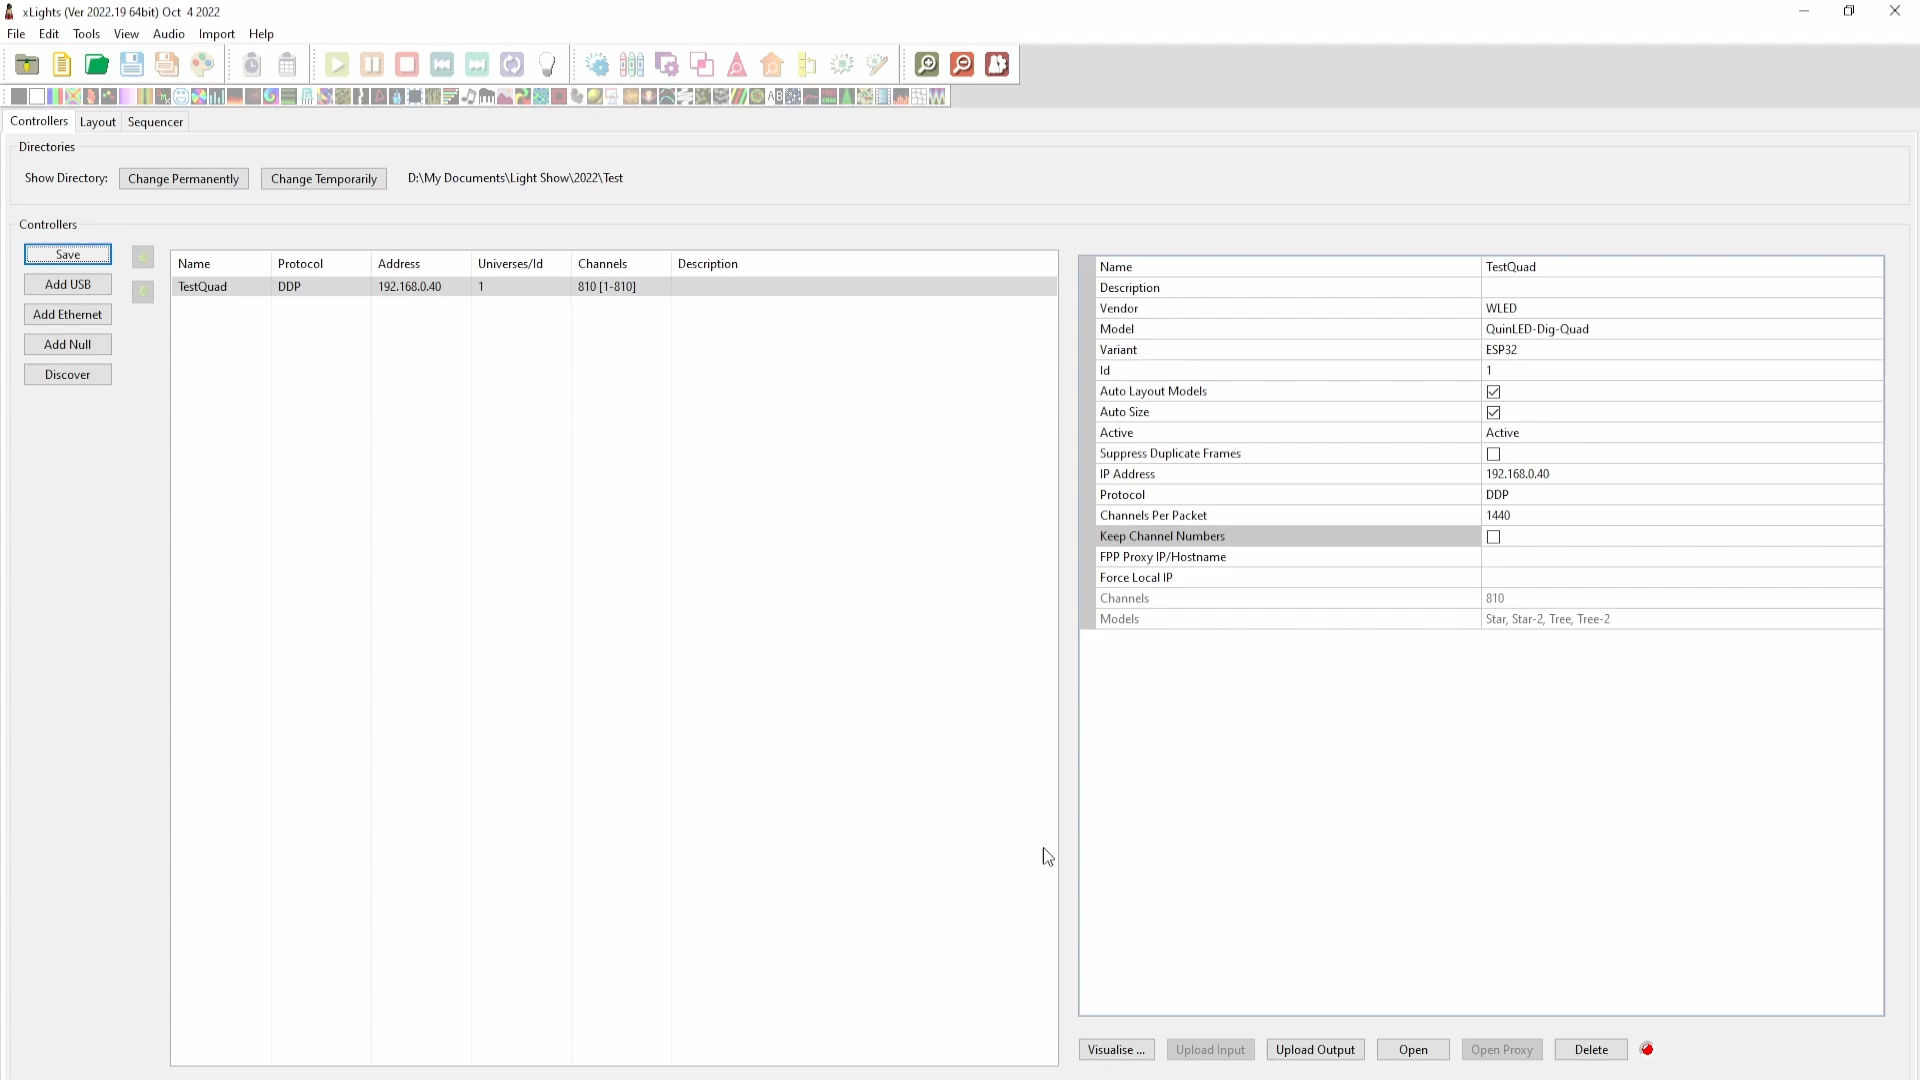 xLights (Ver 2022.19 64bit) Oct 4 2022
File Edit Tools View Audio Import Help
Controllers Layout Sequencer
Directories
Show Directory: Change Permanently Change Temporarily D:\My Documents\Light Show\2022\Test
Controllers
Save
Add USB
Add Ethernet
Add Null
Discover
Name Protocol Address Universes/Id Channels Description
TestQuad DDP 192.168.0.40 1 810 [1-810]
Name TestQuad
Description
Vendor WLED
Model QuinLED-Dig-Quad
Variant ESP32
Id 1
Auto Layout Models
Auto Size
Active Active
Suppress Duplicate Frames
IP Address 192.168.0.40
Protocol DDP
Channels Per Packet 1440
Keep Channel Numbers
FPP Proxy IP/Hostname
Force Local IP
Channels 810
Models Star, Star-2, Tree, Tree-2
Visualise ... Upload Input Upload Output Open Open Proxy Delete